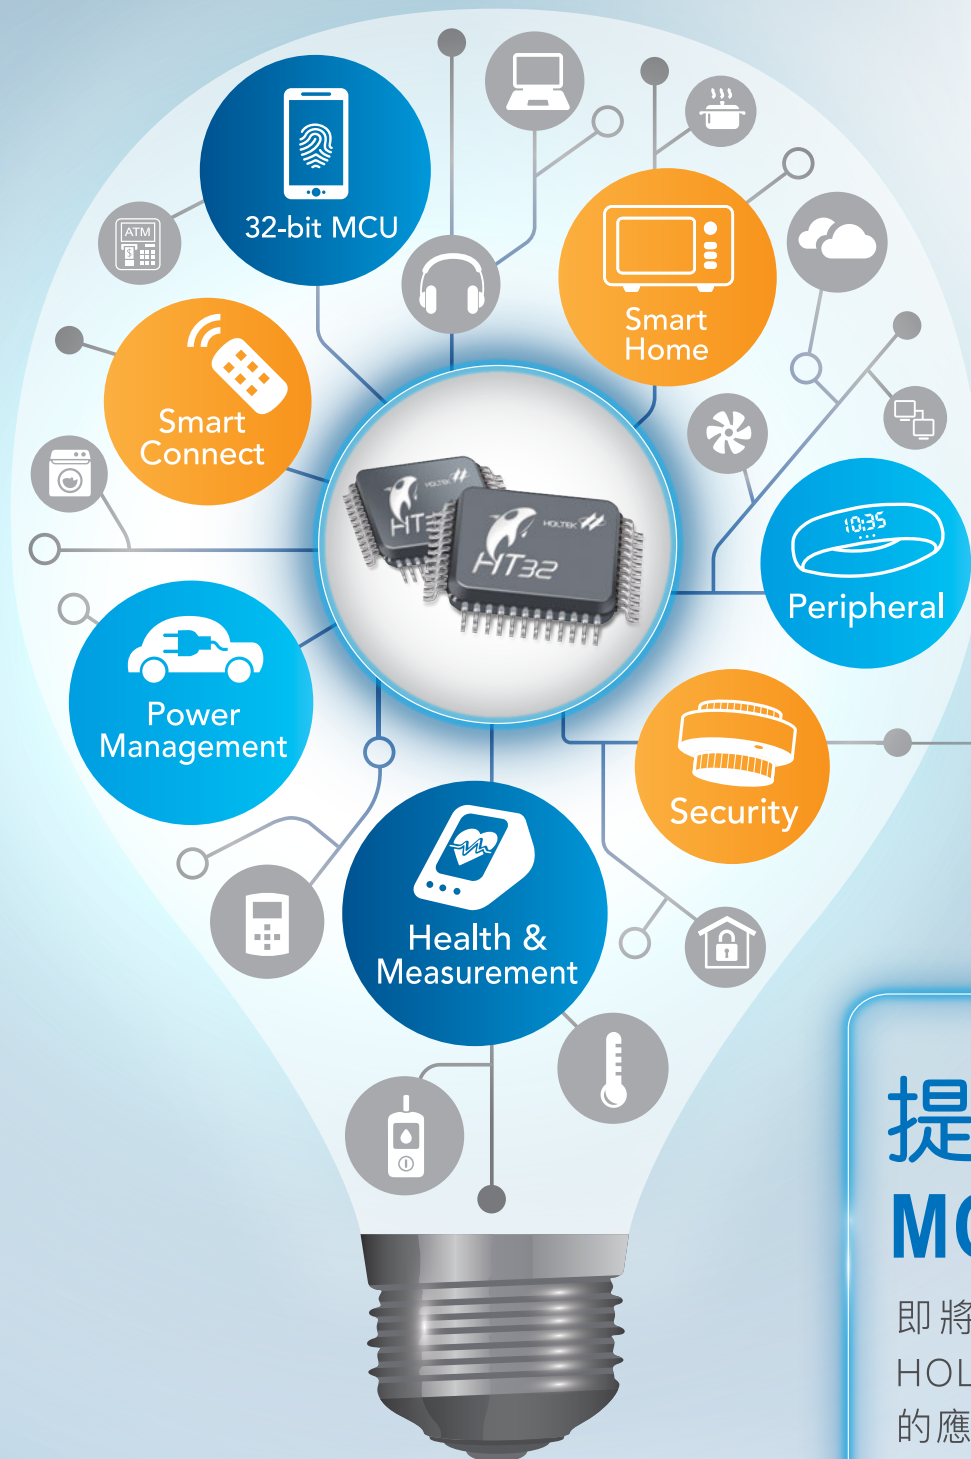 32-bit MCU
ATM
$
Smart
Home
Smart
Connect
HT
HOLTEK
HT32
10:35
Peripheral
Power
Management
Security
Health &
Measurement
提
MC
即將
HOL
的應